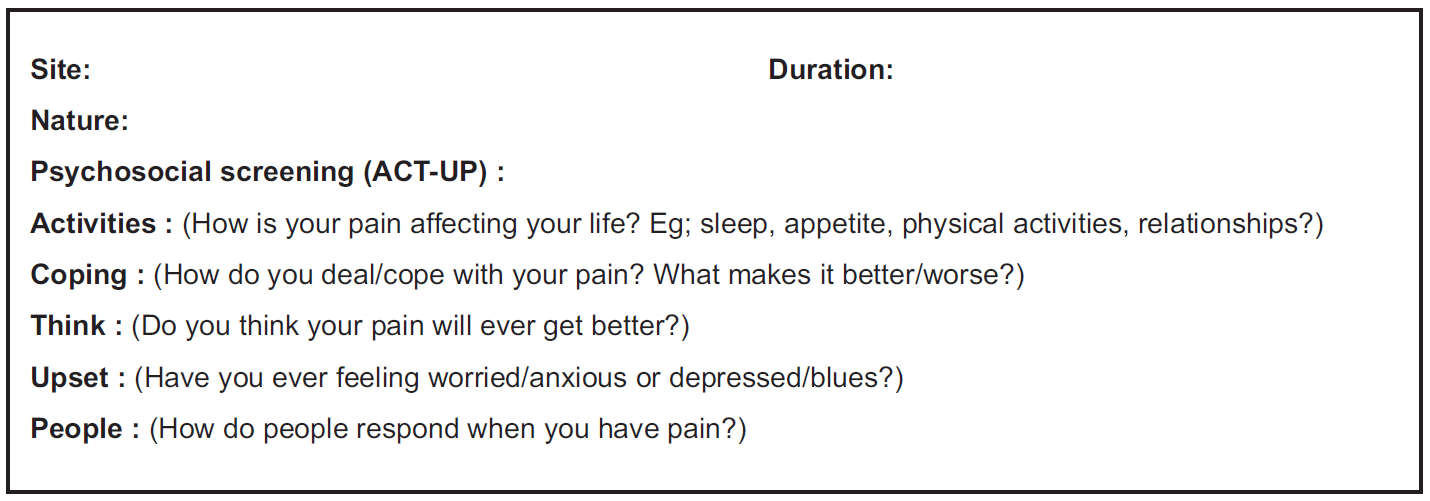 Site: Duration:
Nature:
Psychosocial screening (ACT-UP) :
Activities : (How is your pain affecting your life? Eg; sleep, appetite, physical activities, relationships?)
Coping : (How do you deal/cope with your pain? What makes it better/worse?)
Think : (Do you think your pain will ever get better?)
Upset : (Have you ever feeling worried/anxious or depressed/blues?)
People : (How do people respond when you have pain?)